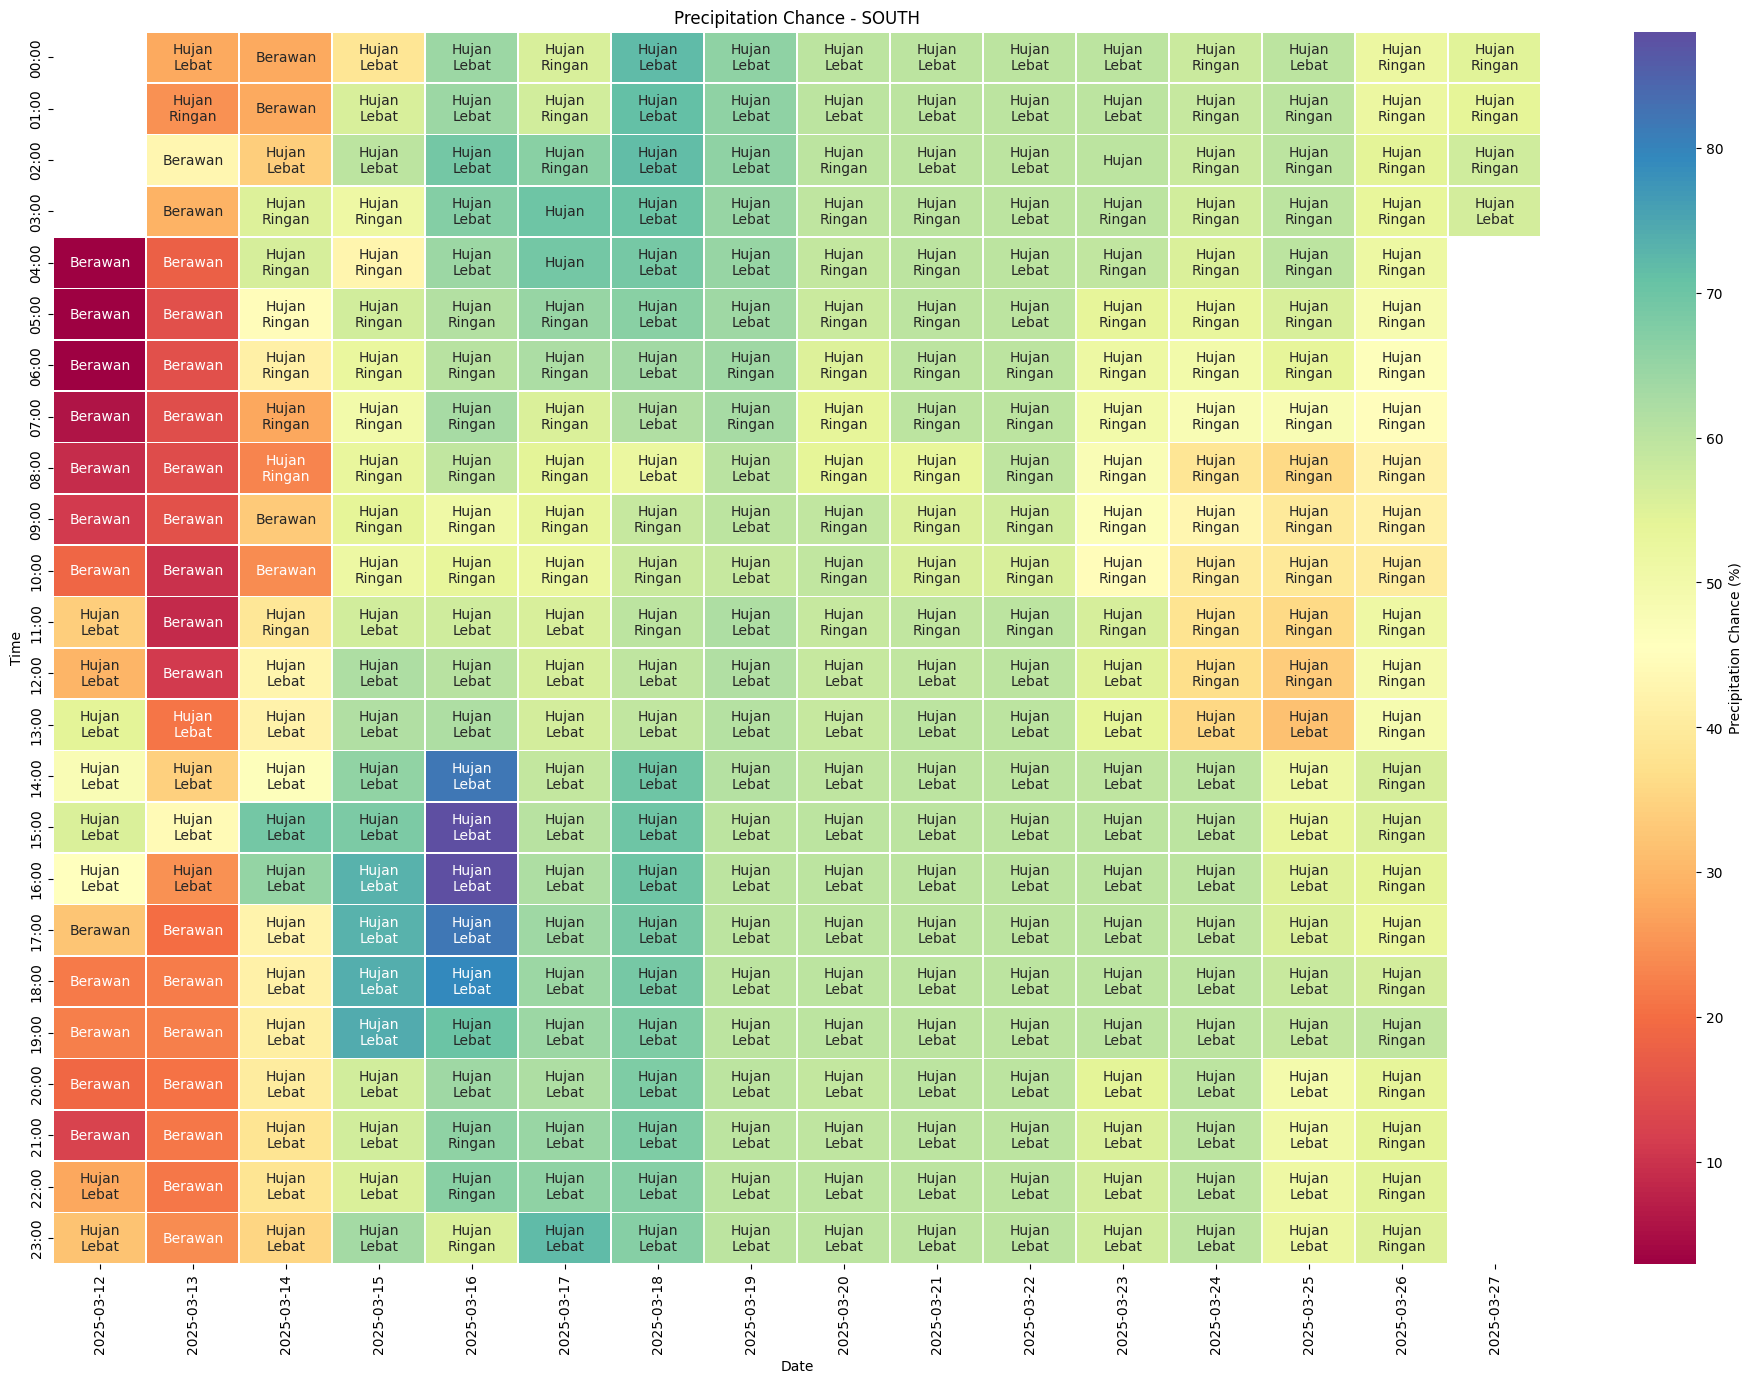 Precipitation Chance - SOUTH
00:00 Hujan Lebat Berawan Hujan Lebat Hujan Lebat Hujan Ringan Hujan Lebat Hujan Lebat Hujan Lebat Hujan Lebat Hujan Lebat Hujan Lebat Hujan Ringan Hujan Lebat Hujan Ringan Hujan Ringan
01:00 Hujan Ringan Berawan Hujan Lebat Hujan Lebat Hujan Ringan Hujan Lebat Hujan Lebat Hujan Lebat Hujan Lebat Hujan Lebat Hujan Lebat Hujan Ringan Hujan Ringan Hujan Ringan Hujan Ringan
02:00 Berawan Hujan Lebat Hujan Lebat Hujan Lebat Hujan Ringan Hujan Lebat Hujan Lebat Hujan Ringan Hujan Lebat Hujan Lebat Hujan Hujan Ringan Hujan Ringan Hujan Ringan Hujan Ringan
03:00 Berawan Hujan Ringan Hujan Ringan Hujan Lebat Hujan Hujan Lebat Hujan Lebat Hujan Ringan Hujan Ringan Hujan Lebat Hujan Ringan Hujan Ringan Hujan Ringan Hujan Ringan Hujan Lebat
04:00 Berawan Berawan Hujan Ringan Hujan Ringan Hujan Lebat Hujan Hujan Lebat Hujan Lebat Hujan Ringan Hujan Ringan Hujan Lebat Hujan Ringan Hujan Ringan Hujan Ringan Hujan Ringan
05:00 Berawan Berawan Hujan Ringan Hujan Ringan Hujan Ringan Hujan Ringan Hujan Lebat Hujan Lebat Hujan Ringan Hujan Ringan Hujan Lebat Hujan Ringan Hujan Ringan Hujan Ringan Hujan Ringan
06:00 Berawan Berawan Hujan Ringan Hujan Ringan Hujan Ringan Hujan Ringan Hujan Lebat Hujan Ringan Hujan Ringan Hujan Ringan Hujan Ringan Hujan Ringan Hujan Ringan Hujan Ringan Hujan Ringan
07:00 Berawan Berawan Hujan Ringan Hujan Ringan Hujan Ringan Hujan Ringan Hujan Lebat Hujan Ringan Hujan Ringan Hujan Ringan Hujan Ringan Hujan Ringan Hujan Ringan Hujan Ringan Hujan Ringan
08:00 Berawan Berawan Hujan Ringan Hujan Ringan Hujan Ringan Hujan Ringan Hujan Lebat Hujan Lebat Hujan Ringan Hujan Ringan Hujan Ringan Hujan Ringan Hujan Ringan Hujan Ringan Hujan Ringan
09:00 Berawan Berawan Berawan Hujan Ringan Hujan Ringan Hujan Ringan Hujan Ringan Hujan Lebat Hujan Ringan Hujan Ringan Hujan Ringan Hujan Ringan Hujan Ringan Hujan Ringan Hujan Ringan
10:00 Berawan Berawan Berawan Hujan Ringan Hujan Ringan Hujan Ringan Hujan Ringan Hujan Lebat Hujan Ringan Hujan Ringan Hujan Ringan Hujan Ringan Hujan Ringan Hujan Ringan Hujan Ringan
11:00 Hujan Lebat Berawan Hujan Ringan Hujan Lebat Hujan Lebat Hujan Lebat Hujan Ringan Hujan Lebat Hujan Ringan Hujan Ringan Hujan Ringan Hujan Ringan Hujan Ringan Hujan Ringan Hujan Ringan
12:00 Hujan Lebat Berawan Hujan Lebat Hujan Lebat Hujan Lebat Hujan Lebat Hujan Lebat Hujan Lebat Hujan Lebat Hujan Lebat Hujan Lebat Hujan Lebat Hujan Ringan Hujan Ringan Hujan Ringan
13:00 Hujan Lebat Hujan Lebat Hujan Lebat Hujan Lebat Hujan Lebat Hujan Lebat Hujan Lebat Hujan Lebat Hujan Lebat Hujan Lebat Hujan Lebat Hujan Lebat Hujan Lebat Hujan Lebat Hujan Ringan
14:00 Hujan Lebat Hujan Lebat Hujan Lebat Hujan Lebat Hujan Lebat Hujan Lebat Hujan Lebat Hujan Lebat Hujan Lebat Hujan Lebat Hujan Lebat Hujan Lebat Hujan Lebat Hujan Lebat Hujan Ringan
15:00 Hujan Lebat Hujan Lebat Hujan Lebat Hujan Lebat Hujan Lebat Hujan Lebat Hujan Lebat Hujan Lebat Hujan Lebat Hujan Lebat Hujan Lebat Hujan Lebat Hujan Lebat Hujan Lebat Hujan Ringan
16:00 Hujan Lebat Hujan Lebat Hujan Lebat Hujan Lebat Hujan Lebat Hujan Lebat Hujan Lebat Hujan Lebat Hujan Lebat Hujan Lebat Hujan Lebat Hujan Lebat Hujan Lebat Hujan Lebat Hujan Ringan
17:00 Berawan Berawan Hujan Lebat Hujan Lebat Hujan Lebat Hujan Lebat Hujan Lebat Hujan Lebat Hujan Lebat Hujan Lebat Hujan Lebat Hujan Lebat Hujan Lebat Hujan Lebat Hujan Ringan
18:00 Berawan Berawan Hujan Lebat Hujan Lebat Hujan Lebat Hujan Lebat Hujan Lebat Hujan Lebat Hujan Lebat Hujan Lebat Hujan Lebat Hujan Lebat Hujan Lebat Hujan Lebat Hujan Ringan
19:00 Berawan Berawan Hujan Lebat Hujan Lebat Hujan Lebat Hujan Lebat Hujan Lebat Hujan Lebat Hujan Lebat Hujan Lebat Hujan Lebat Hujan Lebat Hujan Lebat Hujan Lebat Hujan Ringan
20:00 Berawan Berawan Hujan Lebat Hujan Lebat Hujan Lebat Hujan Lebat Hujan Lebat Hujan Lebat Hujan Lebat Hujan Lebat Hujan Lebat Hujan Lebat Hujan Lebat Hujan Lebat Hujan Ringan
21:00 Berawan Berawan Hujan Lebat Hujan Lebat Hujan Ringan Hujan Lebat Hujan Lebat Hujan Lebat Hujan Lebat Hujan Lebat Hujan Lebat Hujan Lebat Hujan Lebat Hujan Lebat Hujan Ringan
22:00 Hujan Lebat Berawan Hujan Lebat Hujan Lebat Hujan Ringan Hujan Lebat Hujan Lebat Hujan Lebat Hujan Lebat Hujan Lebat Hujan Lebat Hujan Lebat Hujan Lebat Hujan Lebat Hujan Ringan
23:00 Hujan Lebat Berawan Hujan Lebat Hujan Lebat Hujan Ringan Hujan Lebat Hujan Lebat Hujan Lebat Hujan Lebat Hujan Lebat Hujan Lebat Hujan Lebat Hujan Lebat Hujan Lebat Hujan Ringan
Time
2025-03-12 2025-03-13 2025-03-14 2025-03-15 2025-03-16 2025-03-17 2025-03-18 2025-03-19 2025-03-20 2025-03-21 2025-03-22 2025-03-23 2025-03-24 2025-03-25 2025-03-26 2025-03-27
Date
80
70
60
50
40
30
20
10
Precipitation Chance (%)